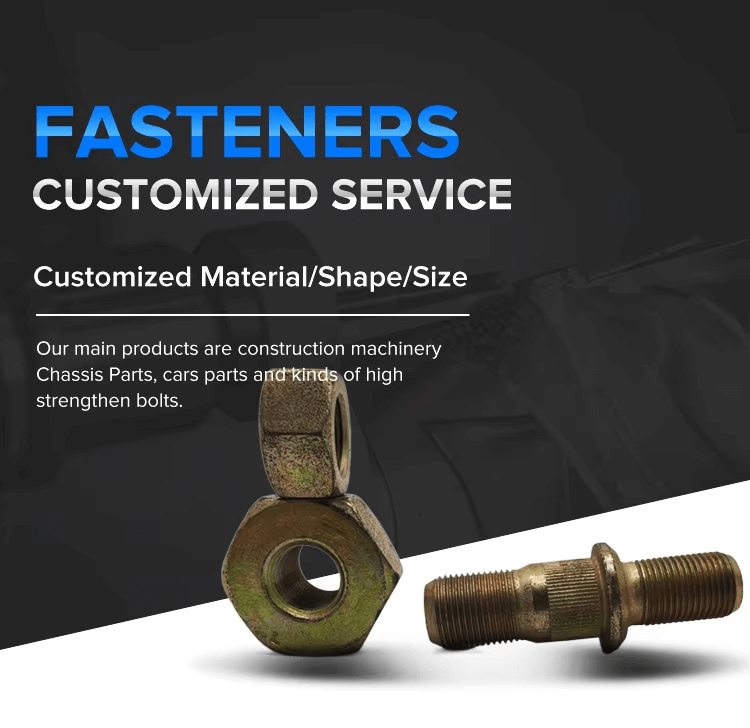 FASTENERS
CUSTOMIZED SERVICE
Customized Material/Shape/Size
Our main products are construction machinery
Chassis Parts, cars parts and kinds of high
strengthen bolts.